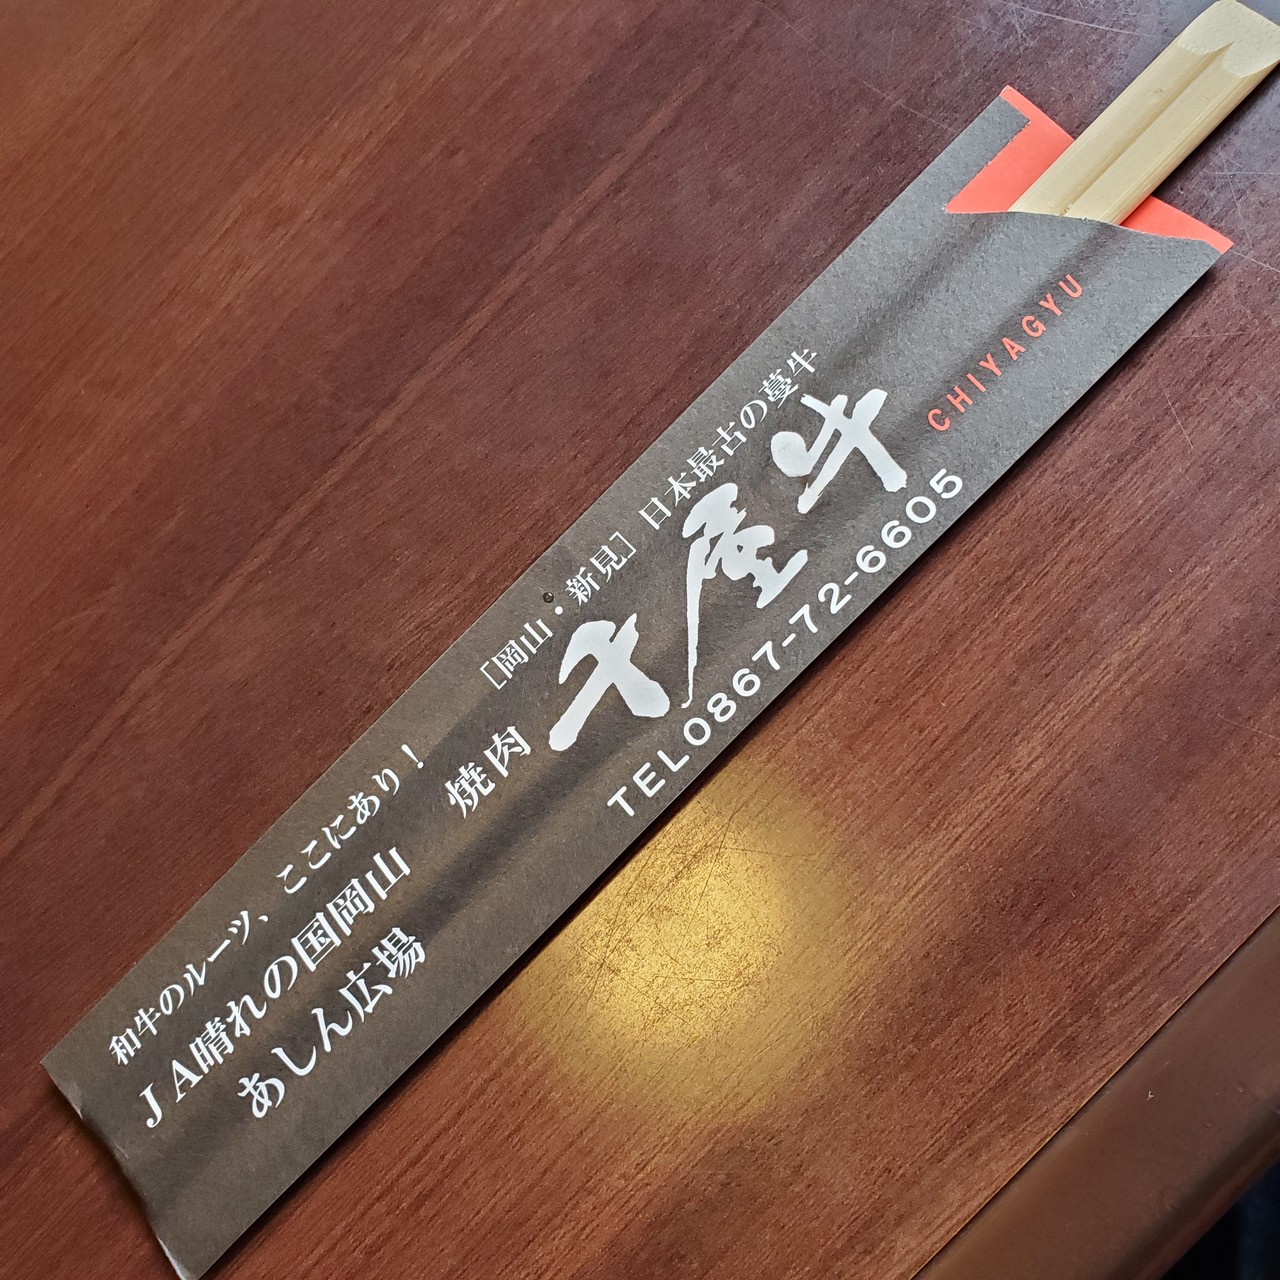 和牛のルーツ、ここにあり！
JA晴れの国岡山
あしん広場
［岡山・新見］日本最古の蔓牛
焼肉 千屋牛
TEL0867-72-6605
CHIYAGYU